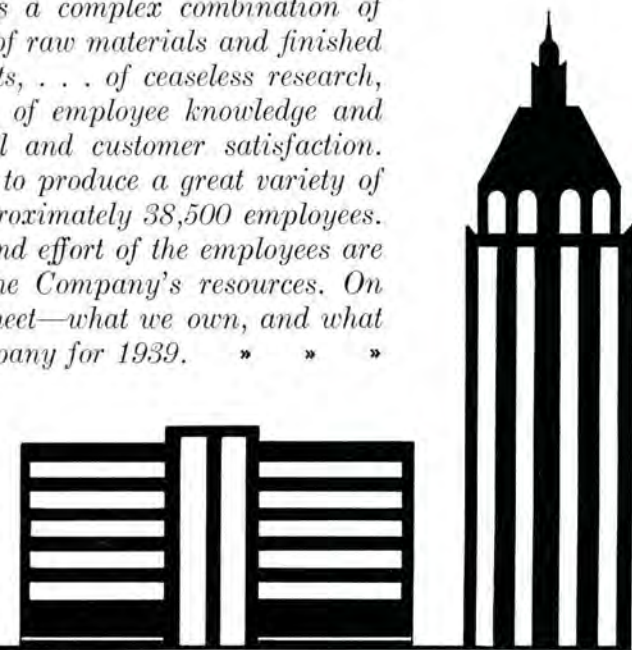 s a complex combination of
of raw materials and finished
ts, . . . of ceaseless research,
of employee knowledge and
l and customer satisfaction.
to produce a great variety of
roximately 38,500 employees.
nd effort of the employees are
he Company's resources. On
heet—what we own, and what
pany for 1939. » » »